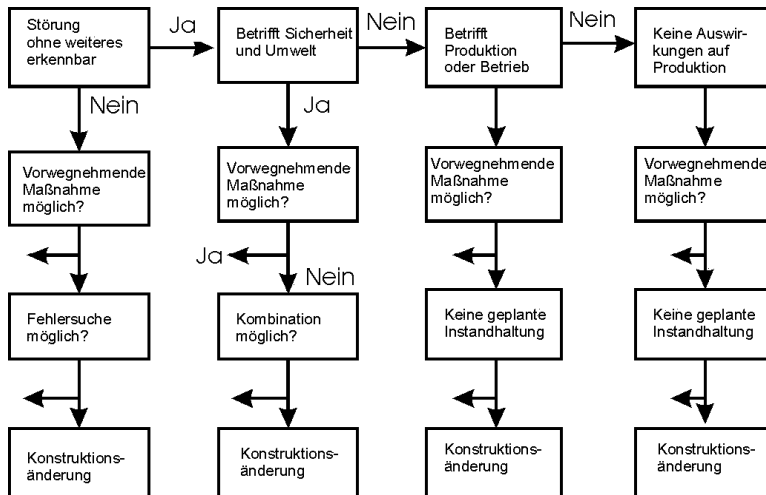 Störung
ohne weiteres
erkennbar
Ja
Betrifft Sicherheit
und Umwelt
Nein
Betrifft
Produktion
oder Betrieb
Nein
Keine Auswir-
kungen auf
Produktion
Nein
Ja
Vorwegnehmende
Maßnahme
möglich?
Vorwegnehmende
Maßnahme
möglich?
Vorwegnehmende
Maßnahme
möglich?
Vorwegnehmende
Maßnahme
möglich?
Ja
Nein
Fehlersuche
möglich?
Kombination
möglich?
Keine geplante
Instandhaltung
Keine geplante
Instandhaltung
Konstruktions-
änderung
Konstruktions-
änderung
Konstruktions-
änderung
Konstruktions-
änderung